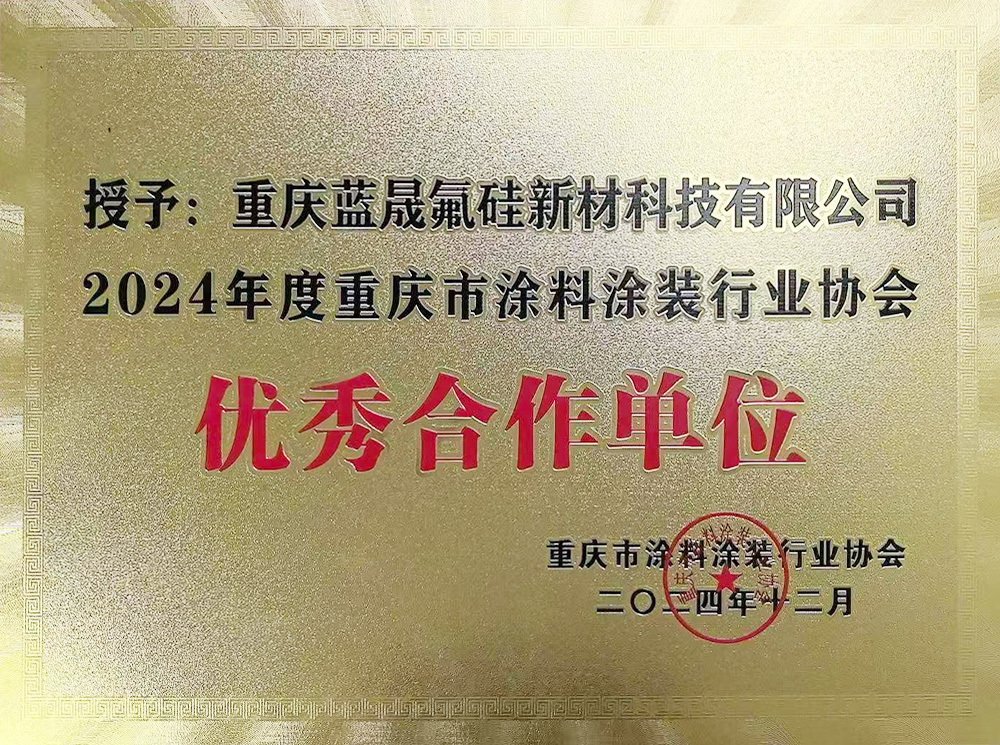 授予：重庆蓝晟氟硅新材科技有限公司
2024年度重庆市涂料涂装行业协会
优秀合作单位
重庆市涂料涂装行业协会
二〇二四年十二月